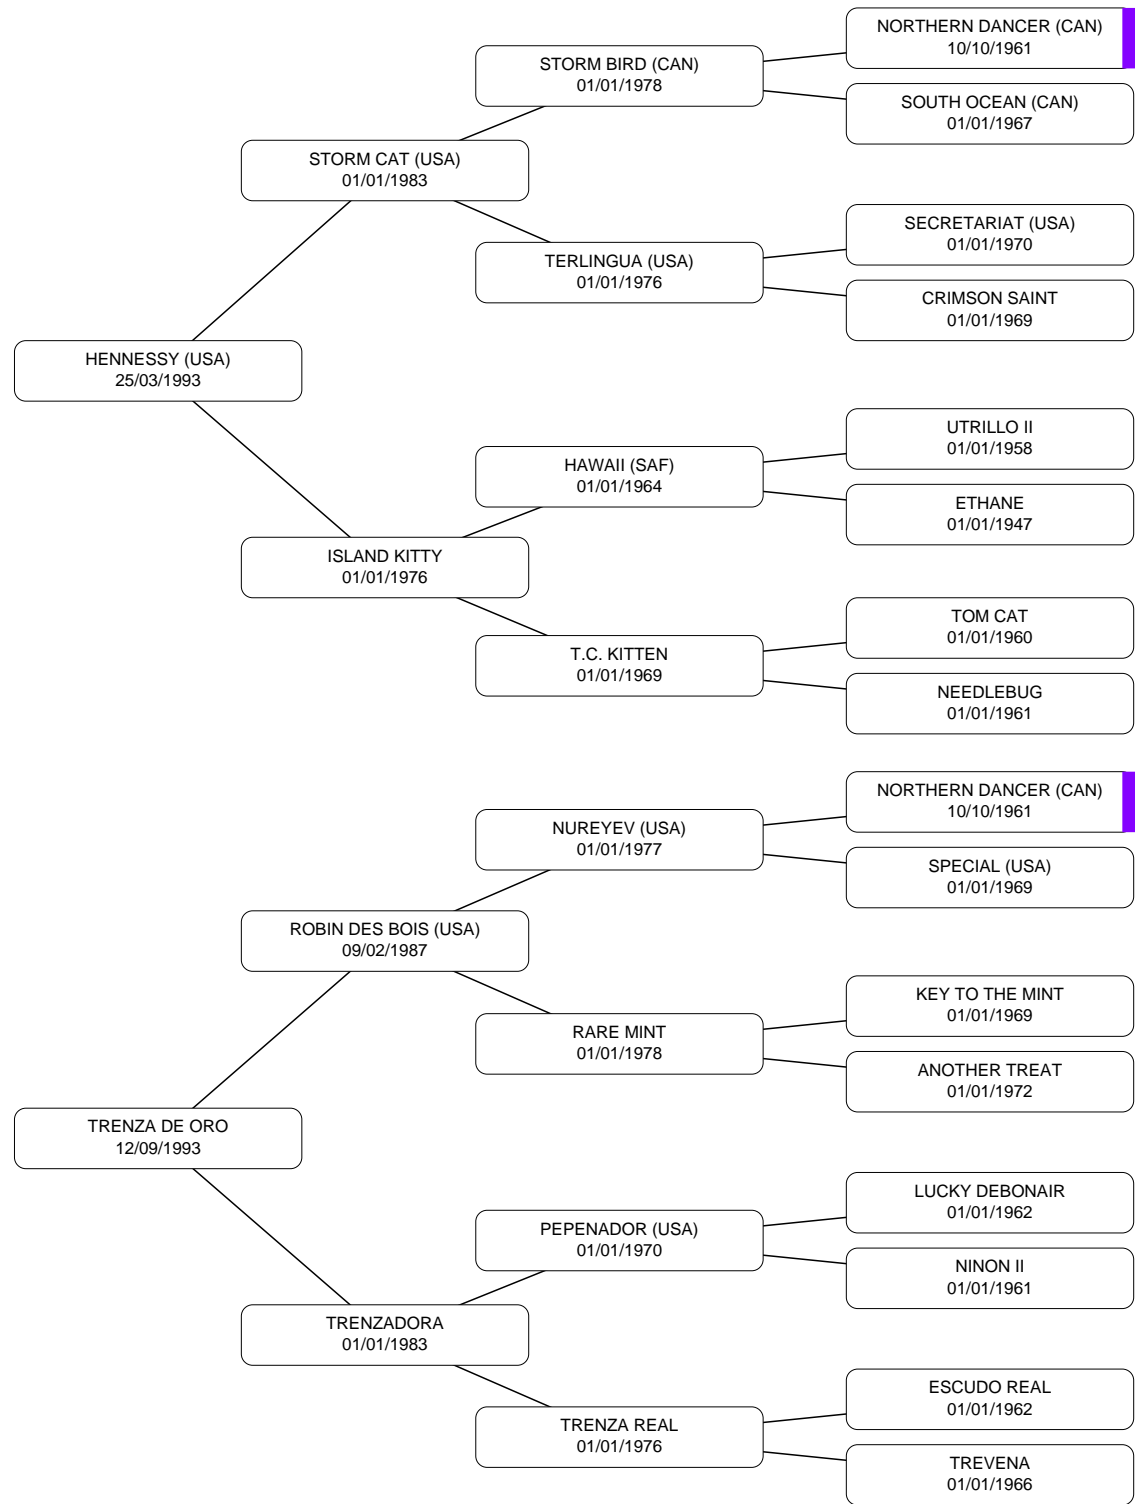 NORTHERN DANCER (CAN)
10/10/1961
STORM BIRD (CAN)
01/01/1978
SOUTH OCEAN (CAN)
01/01/1967
STORM CAT (USA)
01/01/1983
SECRETARIAT (USA)
01/01/1970
TERLINGUA (USA)
01/01/1976
CRIMSON SAINT
01/01/1969
HENNESSY (USA)
25/03/1993
UTRILLO II
01/01/1958
HAWAII (SAF)
01/01/1964
ETHANE
01/01/1947
ISLAND KITTY
01/01/1976
TOM CAT
01/01/1960
T.C. KITTEN
01/01/1969
NEEDLEBUG
01/01/1961
NORTHERN DANCER (CAN)
10/10/1961
NUREYEV (USA)
01/01/1977
SPECIAL (USA)
01/01/1969
ROBIN DES BOIS (USA)
09/02/1987
KEY TO THE MINT
01/01/1969
RARE MINT
01/01/1978
ANOTHER TREAT
01/01/1972
TRENZA DE ORO
12/09/1993
LUCKY DEBONAIR
01/01/1962
PEPENADOR (USA)
01/01/1970
NINON II
01/01/1961
TRENZADORA
01/01/1983
ESCUDO REAL
01/01/1962
TRENZA REAL
01/01/1976
TREVENA
01/01/1966